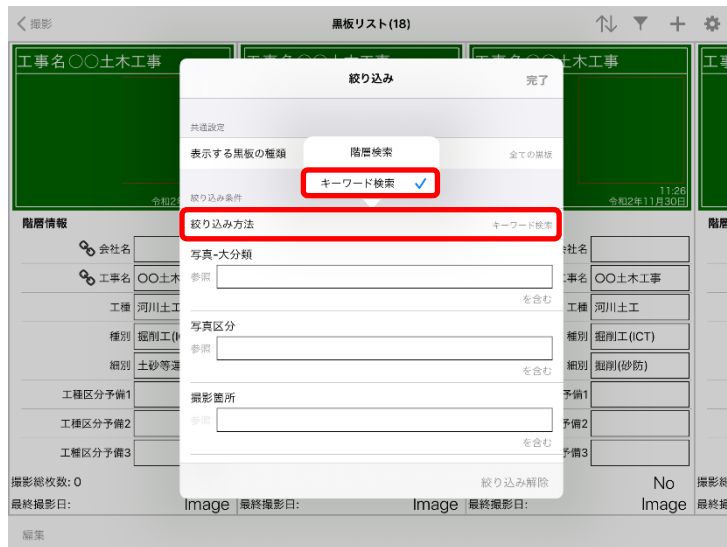 撮影
黒板リスト(18)
工事名○○土木工事
絞り込み
完了
共通設定
表示する黒板の種類
全ての黒板
階層検索
キーワード検索
絞り込み条件
絞り込み方法
キーワード検索
写真-大分類
参照
を含む
写真区分
参照
を含む
撮影箇所
参照
を含む
絞り込み解除
階層情報
会社名
工事名 ○○土木
工種 河川土工
種別 掘削工(I
細別 土砂等運
工種区分予備1
工種区分予備2
工種区分予備3
撮影総枚数: 0
最終撮影日:
Image
最終撮影日:
Image
土木工事
11:26
令和2年11月30日
社名
工事名 ○○土木工事
工種 河川土工
種別 掘削工(ICT)
細別 掘削(砂防)
予備1
予備2
予備3
No
最終撮影日:
Image
工事
階層
撮影総
最終撮
編集